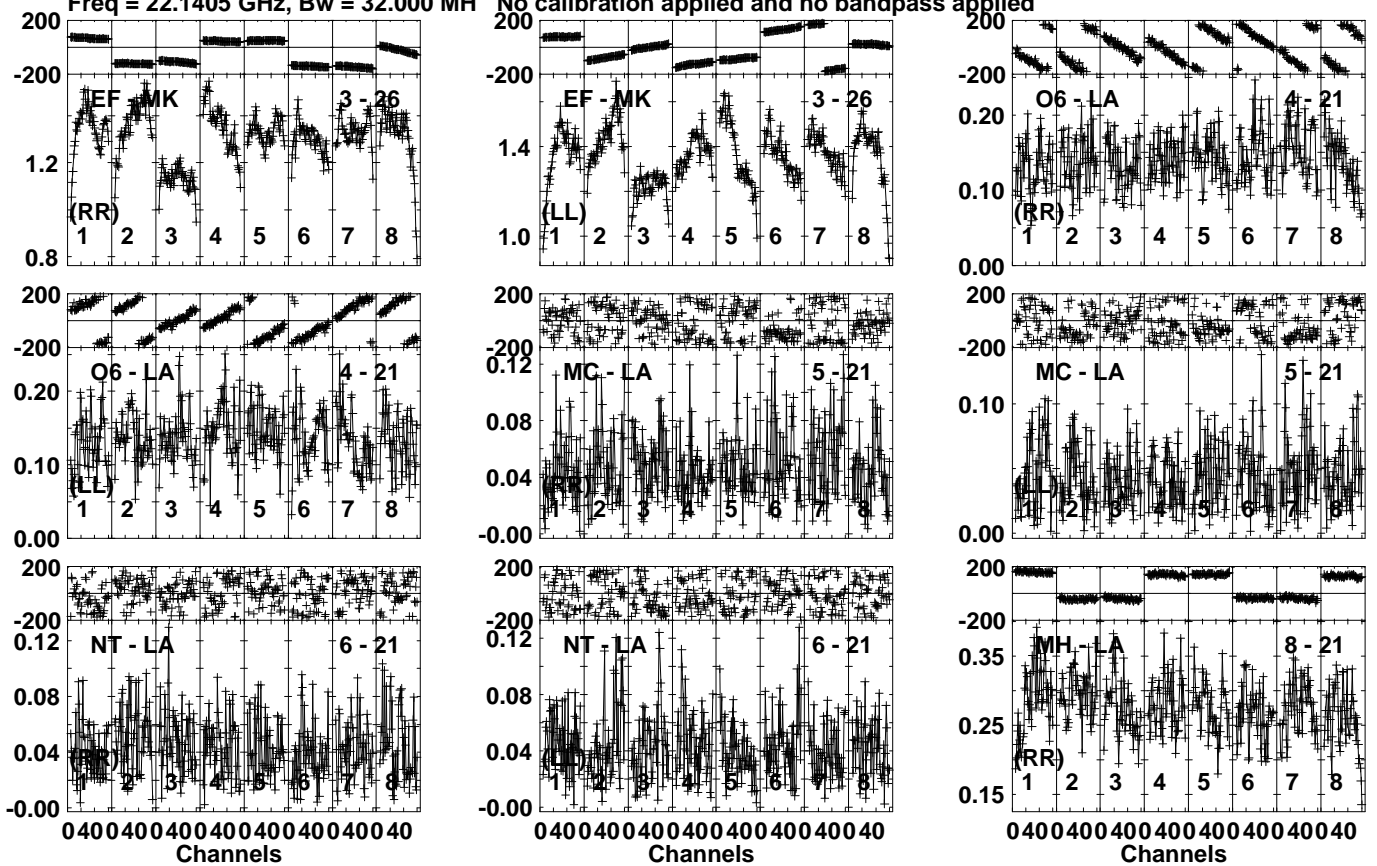 Freq = 22.1405 GHz, Bw = 32.000 MH No calibration applied and no bandpass applied
200
-200
EF - MK 3 - 26
1.2
0.8
(RR)
1 2 3 4 5 6 7 8
200
-200
EF - MK 3 - 26
1.4
1.0
(LL)
1 2 3 4 5 6 7 8
200
-200
O6 - LA 4 - 21
0.20
0.10
0.00
(RR)
1 2 3 4 5 6 7 8
200
-200
O6 - LA 4 - 21
0.20
0.10
0.00
(LL)
1 2 3 4 5 6 7 8
200
-200
MC - LA 5 - 21
0.12
0.08
0.04
-0.00
(RR)
1 2 3 4 5 6 7 8
200
-200
MC - LA 5 - 21
0.10
0.00
(LL)
1 2 3 4 5 6 7 8
200
-200
NT - LA 6 - 21
0.12
0.08
0.04
-0.00
(RR)
1 2 3 4 5 6 7 8
0 40 0 40 0 40 0 40 0 40 0 40 0 40 0 40
Channels
200
-200
NT - LA 6 - 21
0.12
0.08
0.04
-0.00
(LL)
1 2 3 4 5 6 7 8
0 40 0 40 0 40 0 40 0 40 0 40 0 40 0 40
Channels
200
-200
MH - LA 8 - 21
0.35
0.25
0.15
(RR)
1 2 3 4 5 6 7 8
0 40 0 40 0 40 0 40 0 40 0 40 0 40 0 40
Channels